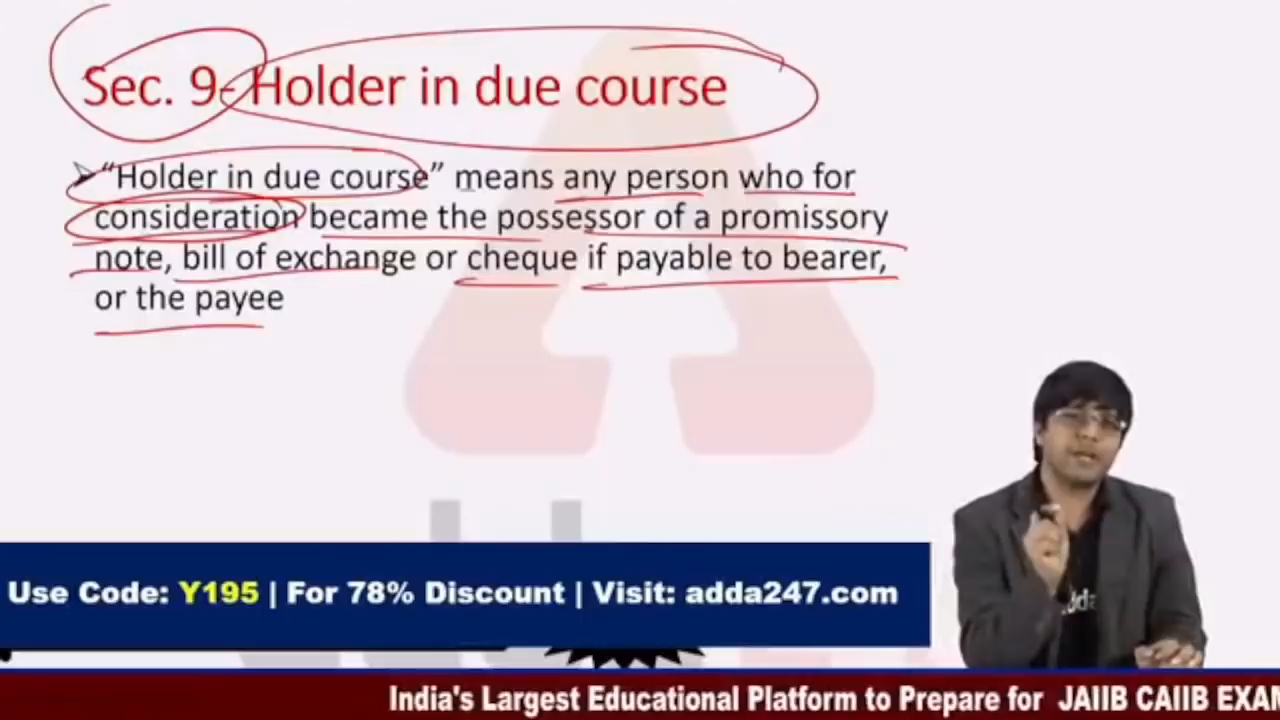 Sec. 9- Holder in due course
➢ “Holder in due course” means any person who for
consideration became the possessor of a promissory
note, bill of exchange or cheque if payable to bearer,
or the payee
Use Code: Y195 | For 78% Discount | Visit: adda247.com
India's Largest Educational Platform to Prepare for JAIIB CAIIB EXAM